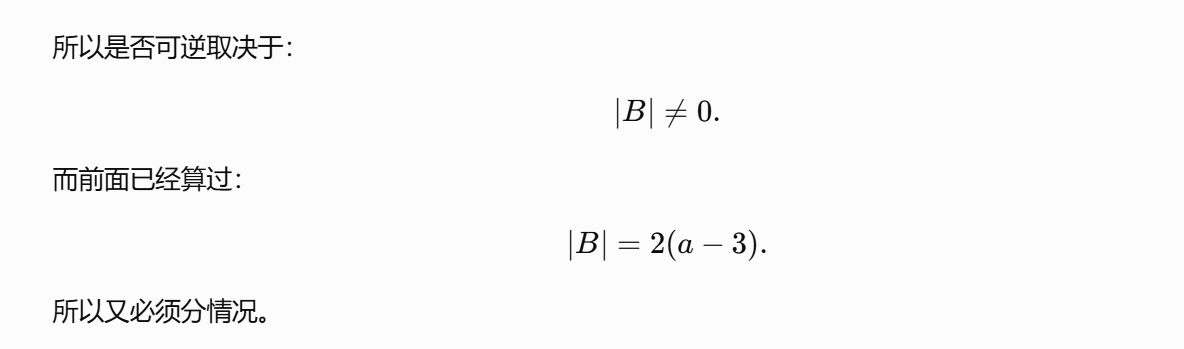 所以是否可逆取决于：
|B| ≠ 0.
而前面已经算过：
|B| = 2(a − 3).
所以又必须分情况。